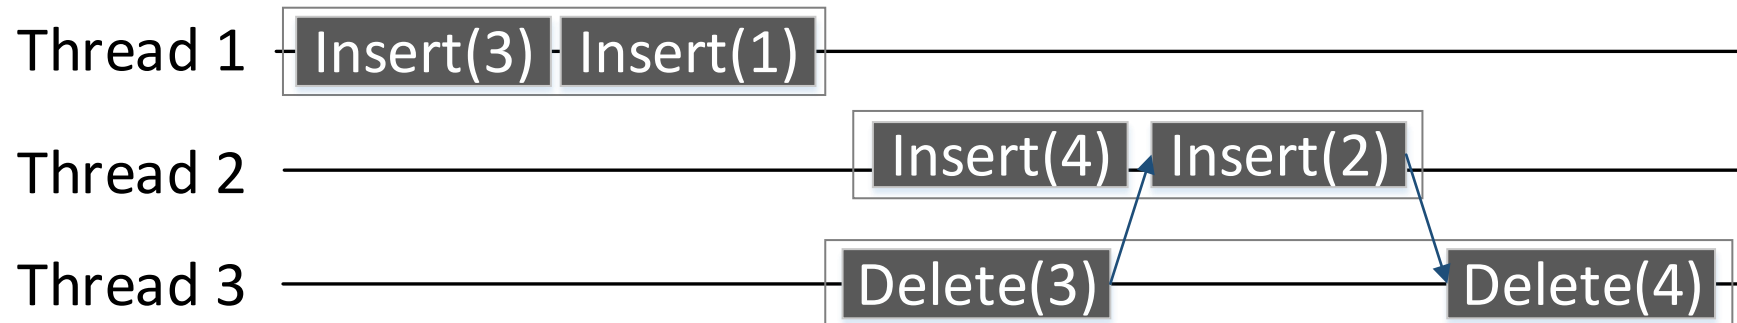 Thread 1 Insert(3) Insert(1)
Thread 2 Insert(4) Insert(2)
Thread 3 Delete(3) Delete(4)